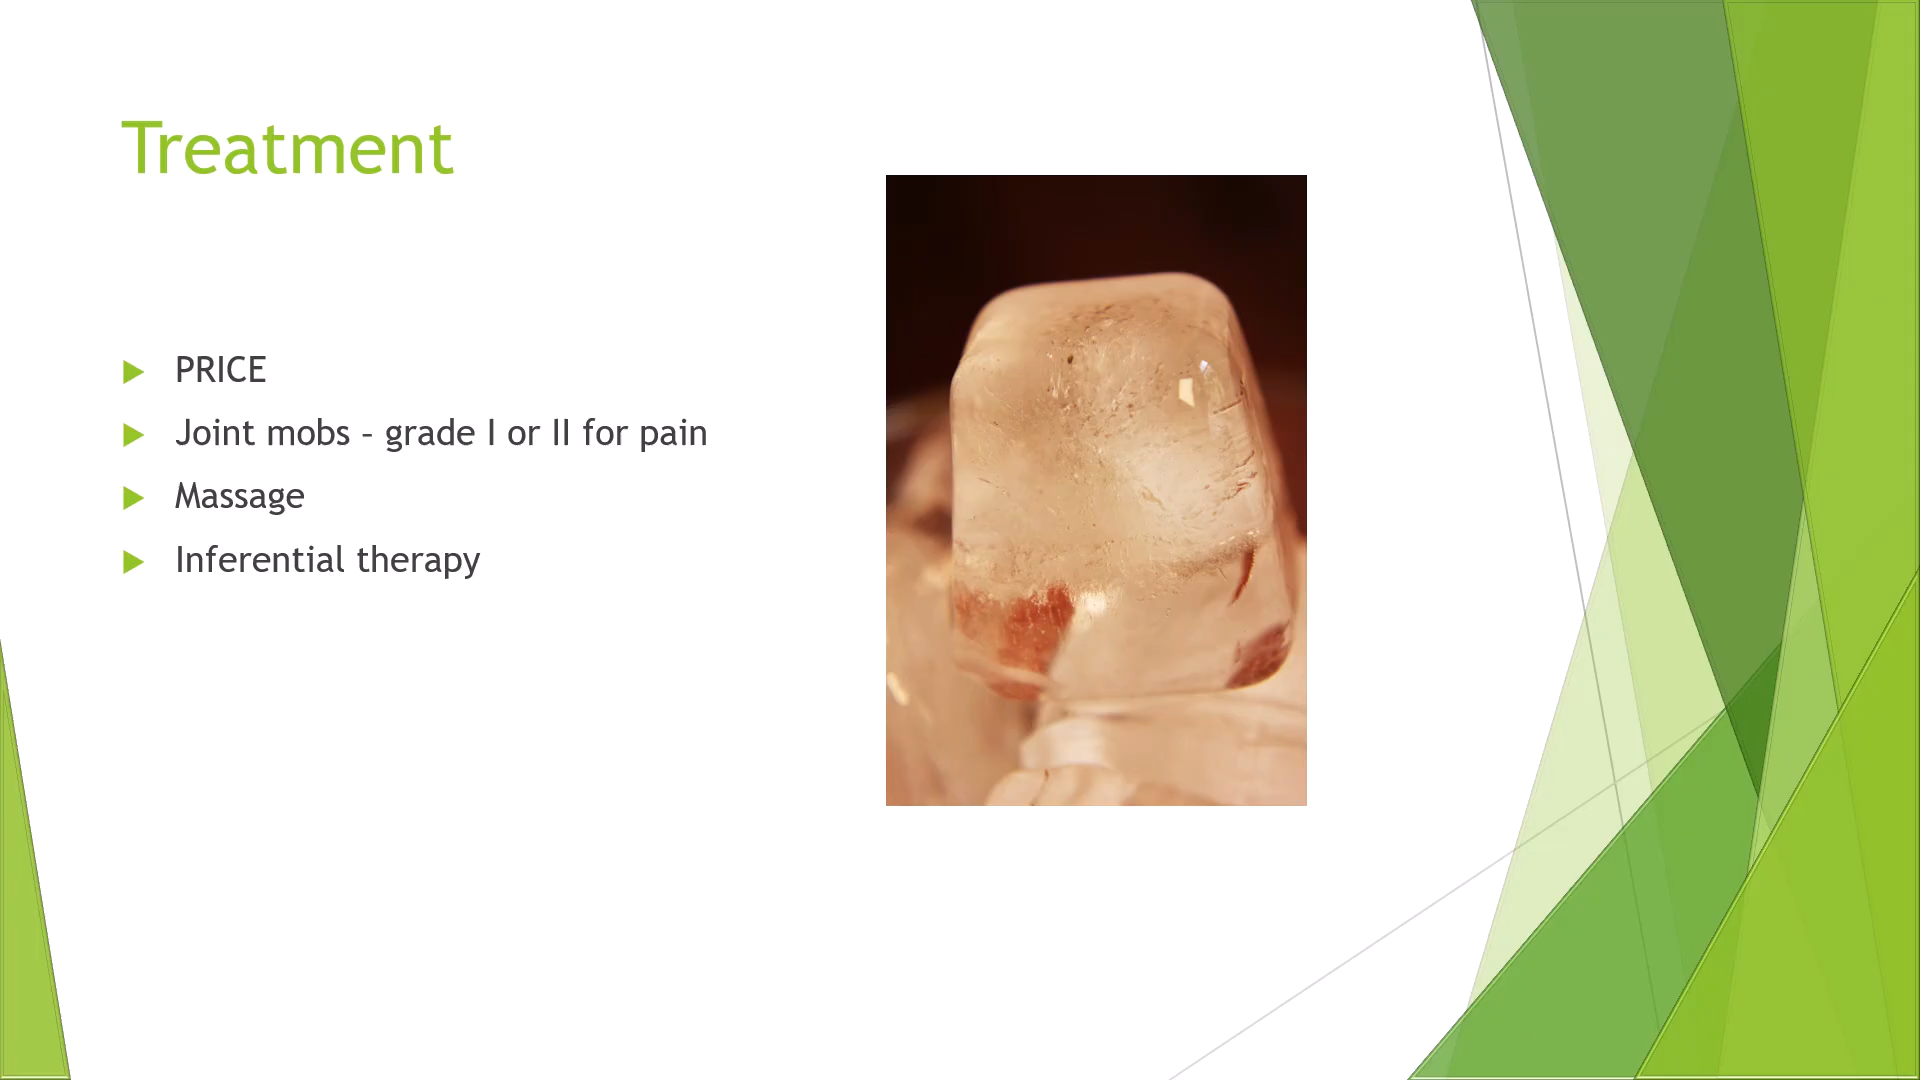 Treatment
PRICE
Joint mobs – grade I or II for pain
Massage
Inferential therapy